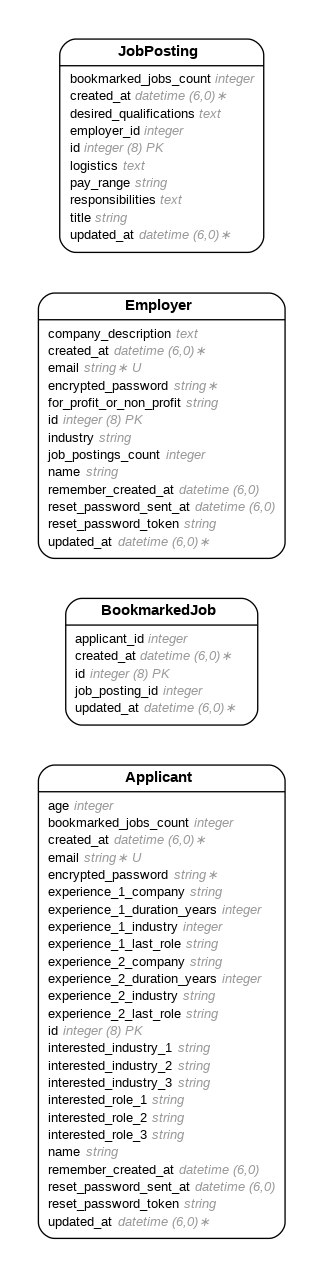 JobPosting
bookmarked_jobs_count integer
created_at datetime (6,0)∗
desired_qualifications text
employer_id integer
id integer (8) PK
logistics text
pay_range string
responsibilities text
title string
updated_at datetime (6,0)∗
Employer
company_description text
created_at datetime (6,0)∗
email string∗ U
encrypted_password string∗
for_profit_or_non_profit string
id integer (8) PK
industry string
job_postings_count integer
name string
remember_created_at datetime (6,0)
reset_password_sent_at datetime (6,0)
reset_password_token string
updated_at datetime (6,0)∗
BookmarkedJob
applicant_id integer
created_at datetime (6,0)∗
id integer (8) PK
job_posting_id integer
updated_at datetime (6,0)∗
Applicant
age integer
bookmarked_jobs_count integer
created_at datetime (6,0)∗
email string∗ U
encrypted_password string∗
experience_1_company string
experience_1_duration_years integer
experience_1_industry integer
experience_1_last_role string
experience_2_company string
experience_2_duration_years integer
experience_2_industry string
experience_2_last_role string
id integer (8) PK
interested_industry_1 string
interested_industry_2 string
interested_industry_3 string
interested_role_1 string
interested_role_2 string
interested_role_3 string
name string
remember_created_at datetime (6,0)
reset_password_sent_at datetime (6,0)
reset_password_token string
updated_at datetime (6,0)∗